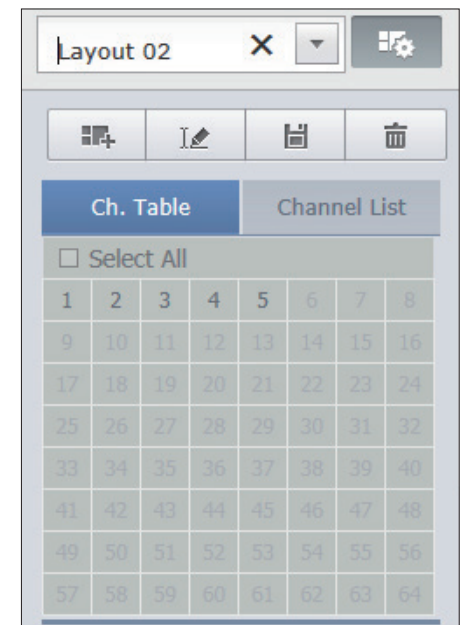 Layout 02
Ch. Table Channel List
Select All
1 2 3 4 5 6 7 8
9 10 11 12 13 14 15 16
17 18 19 20 21 22 23 24
25 26 27 28 29 30 31 32
33 34 35 36 37 38 39 40
41 42 43 44 45 46 47 48
49 50 51 52 53 54 55 56
57 58 59 60 61 62 63 64